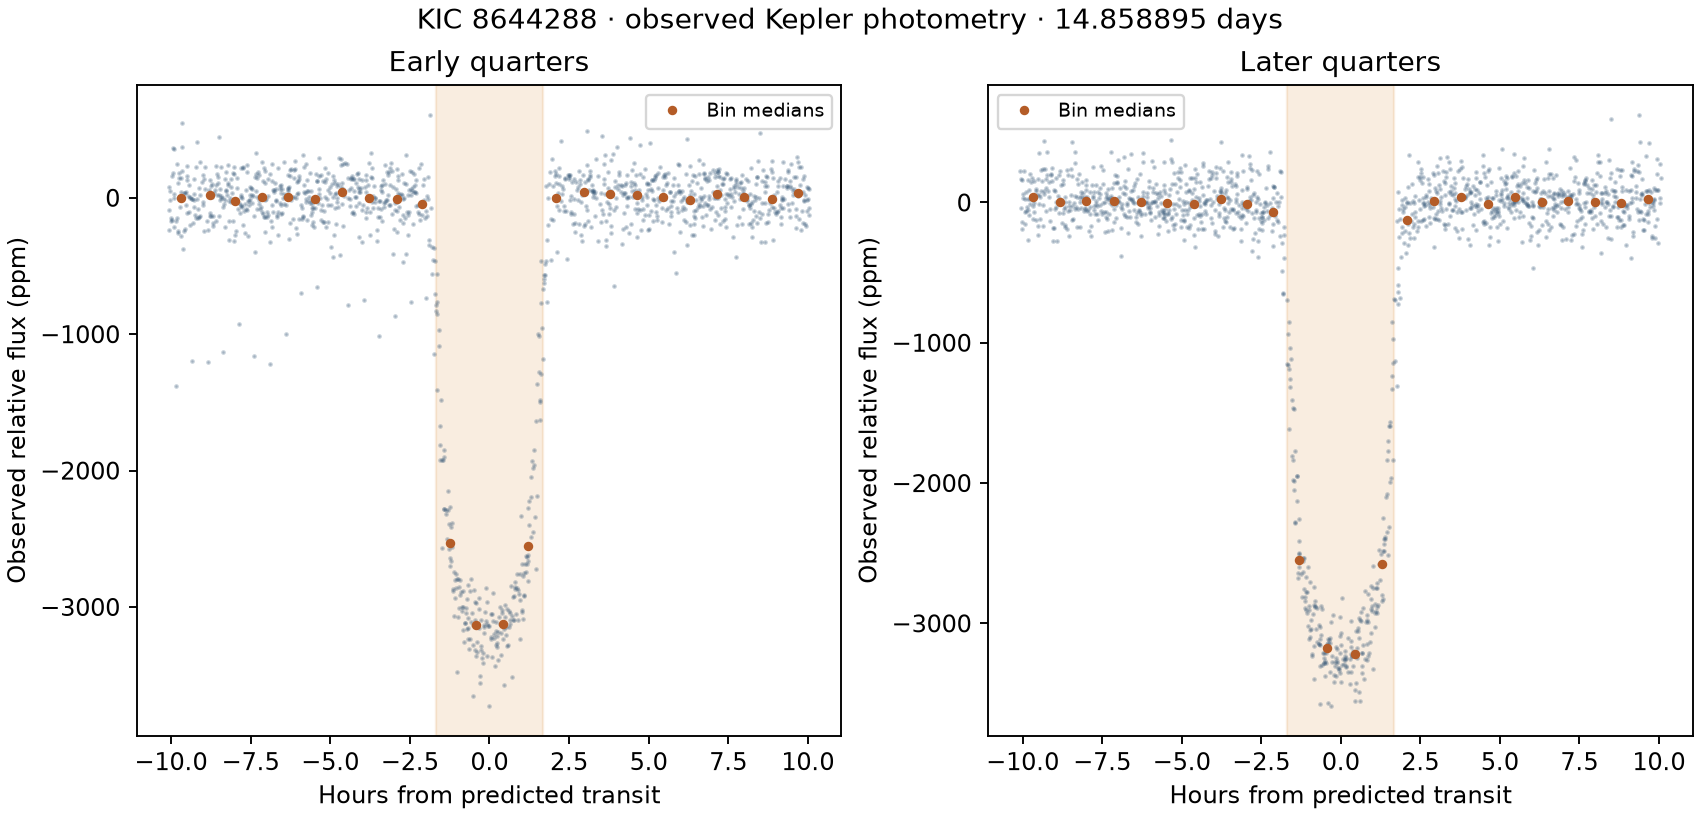 KIC 8644288 · observed Kepler photometry · 14.858895 days
Early quarters
Bin medians
0
−1000
−2000
−3000
Observed relative flux (ppm)
−10.0 −7.5 −5.0 −2.5 0.0 2.5 5.0 7.5 10.0
Hours from predicted transit
Later quarters
Bin medians
0
−1000
−2000
−3000
Observed relative flux (ppm)
−10.0 −7.5 −5.0 −2.5 0.0 2.5 5.0 7.5 10.0
Hours from predicted transit